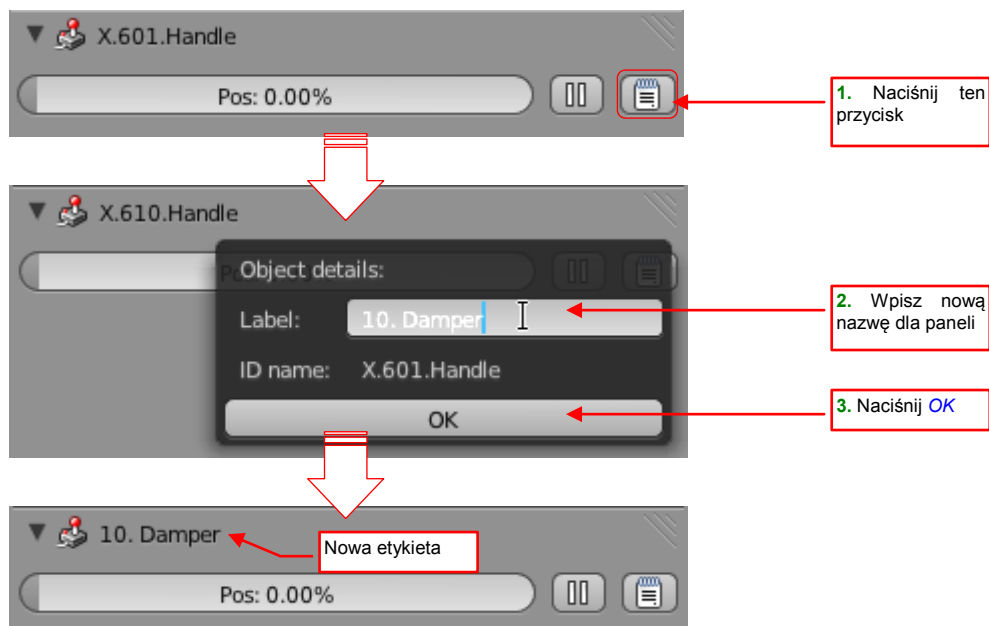 X.601.Handle
Pos: 0.00%
1. Naciśnij ten
przycisk
X.610.Handle
Object details:
Label: 10. Damper
2. Wpisz nową
nazwę dla paneli
ID name: X.601.Handle
OK
3. Naciśnij OK
10. Damper
Nowa etykieta
Pos: 0.00%